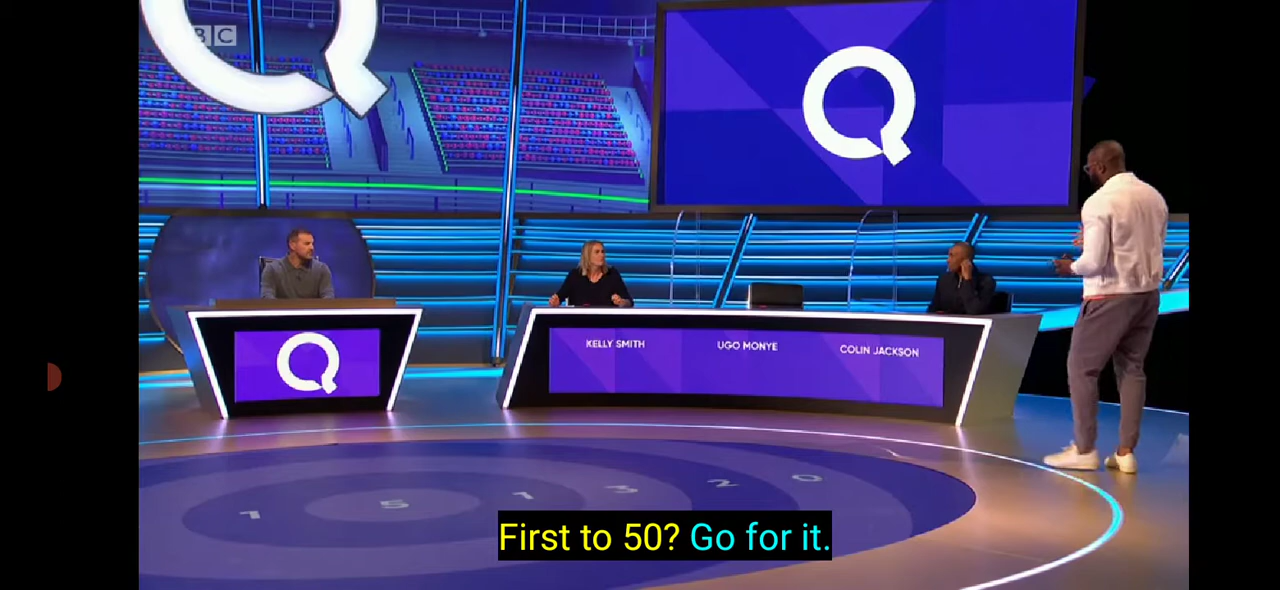 BBC
Q
Q
Q
KELLY SMITH
UGO MONYE
COLIN JACKSON
First to 50? Go for it.